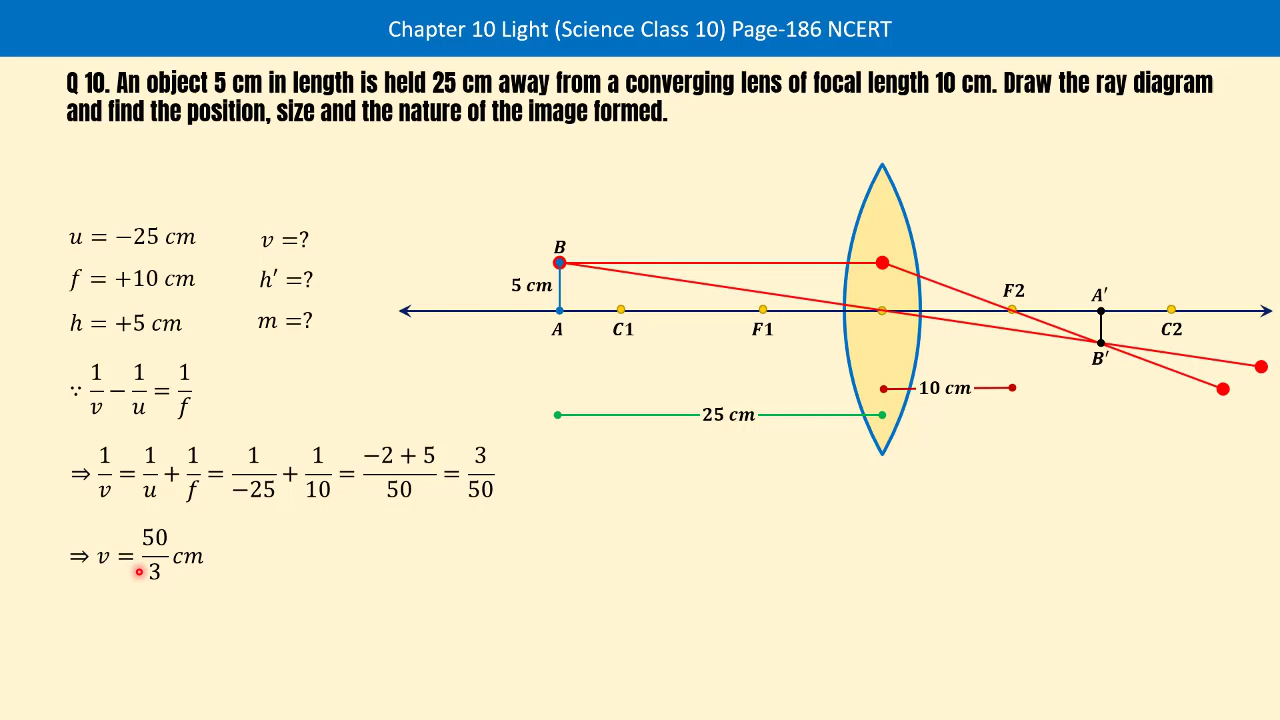 Chapter 10 Light (Science Class 10) Page-186 NCERT
Q 10. An object 5 cm in length is held 25 cm away from a converging lens of focal length 10 cm. Draw the ray diagram
and find the position, size and the nature of the image formed.
u = −25 cm
v =?
f = +10 cm
h′ =?
h = +5 cm
m =?
∵ 1/v − 1/u = 1/f
⇒ 1/v = 1/u + 1/f = 1/−25 + 1/10 = −2 + 5/50 = 3/50
⇒ v = 50/3 cm
B
5 cm
A
C1
F1
F2
A′
B′
C2
10 cm
25 cm